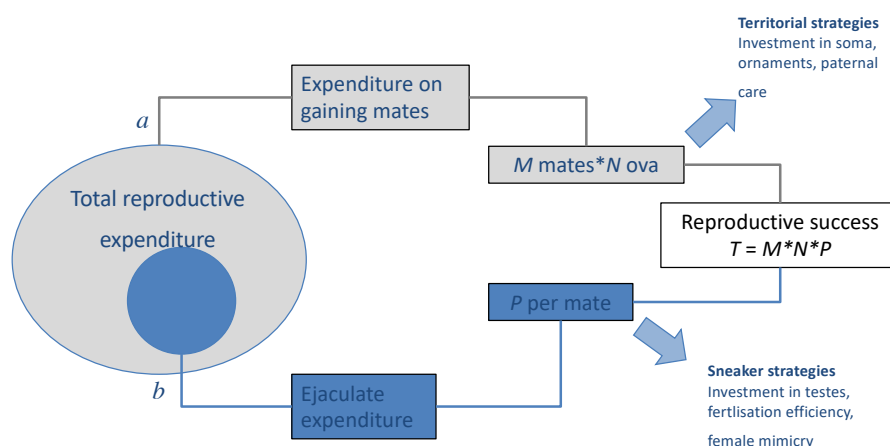 Territorial strategies
Investment in soma,
ornaments, paternal
care
Expenditure on
gaining mates
a
M mates*N ova
Total reproductive
expenditure
Reproductive success
T = M*N*P
P per mate
b
Ejaculate
expenditure
Sneaker strategies
Investment in testes,
fertlisation efficiency,
female mimicry